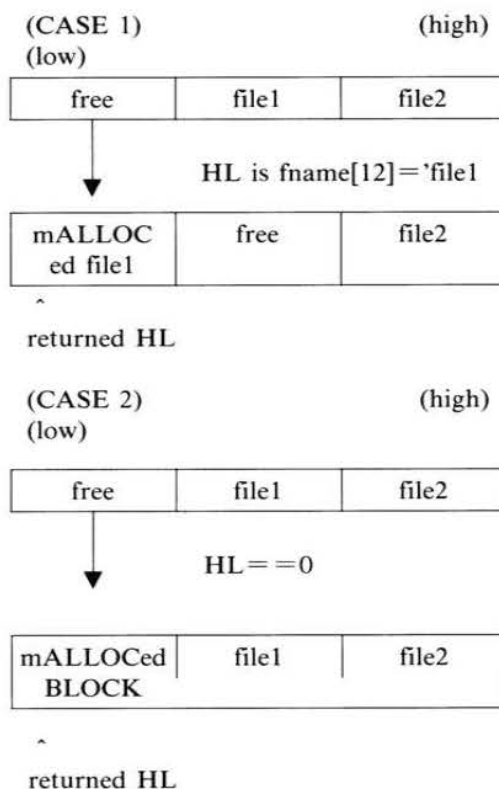 (CASE 1) (high)
(low)
free file1 file2
HL is fname[12]='file1
mALLOC free file2
ed file1
^
returned HL
(CASE 2) (high)
(low)
free file1 file2
HL==0
mALLOCed file1 file2
BLOCK
^
returned HL